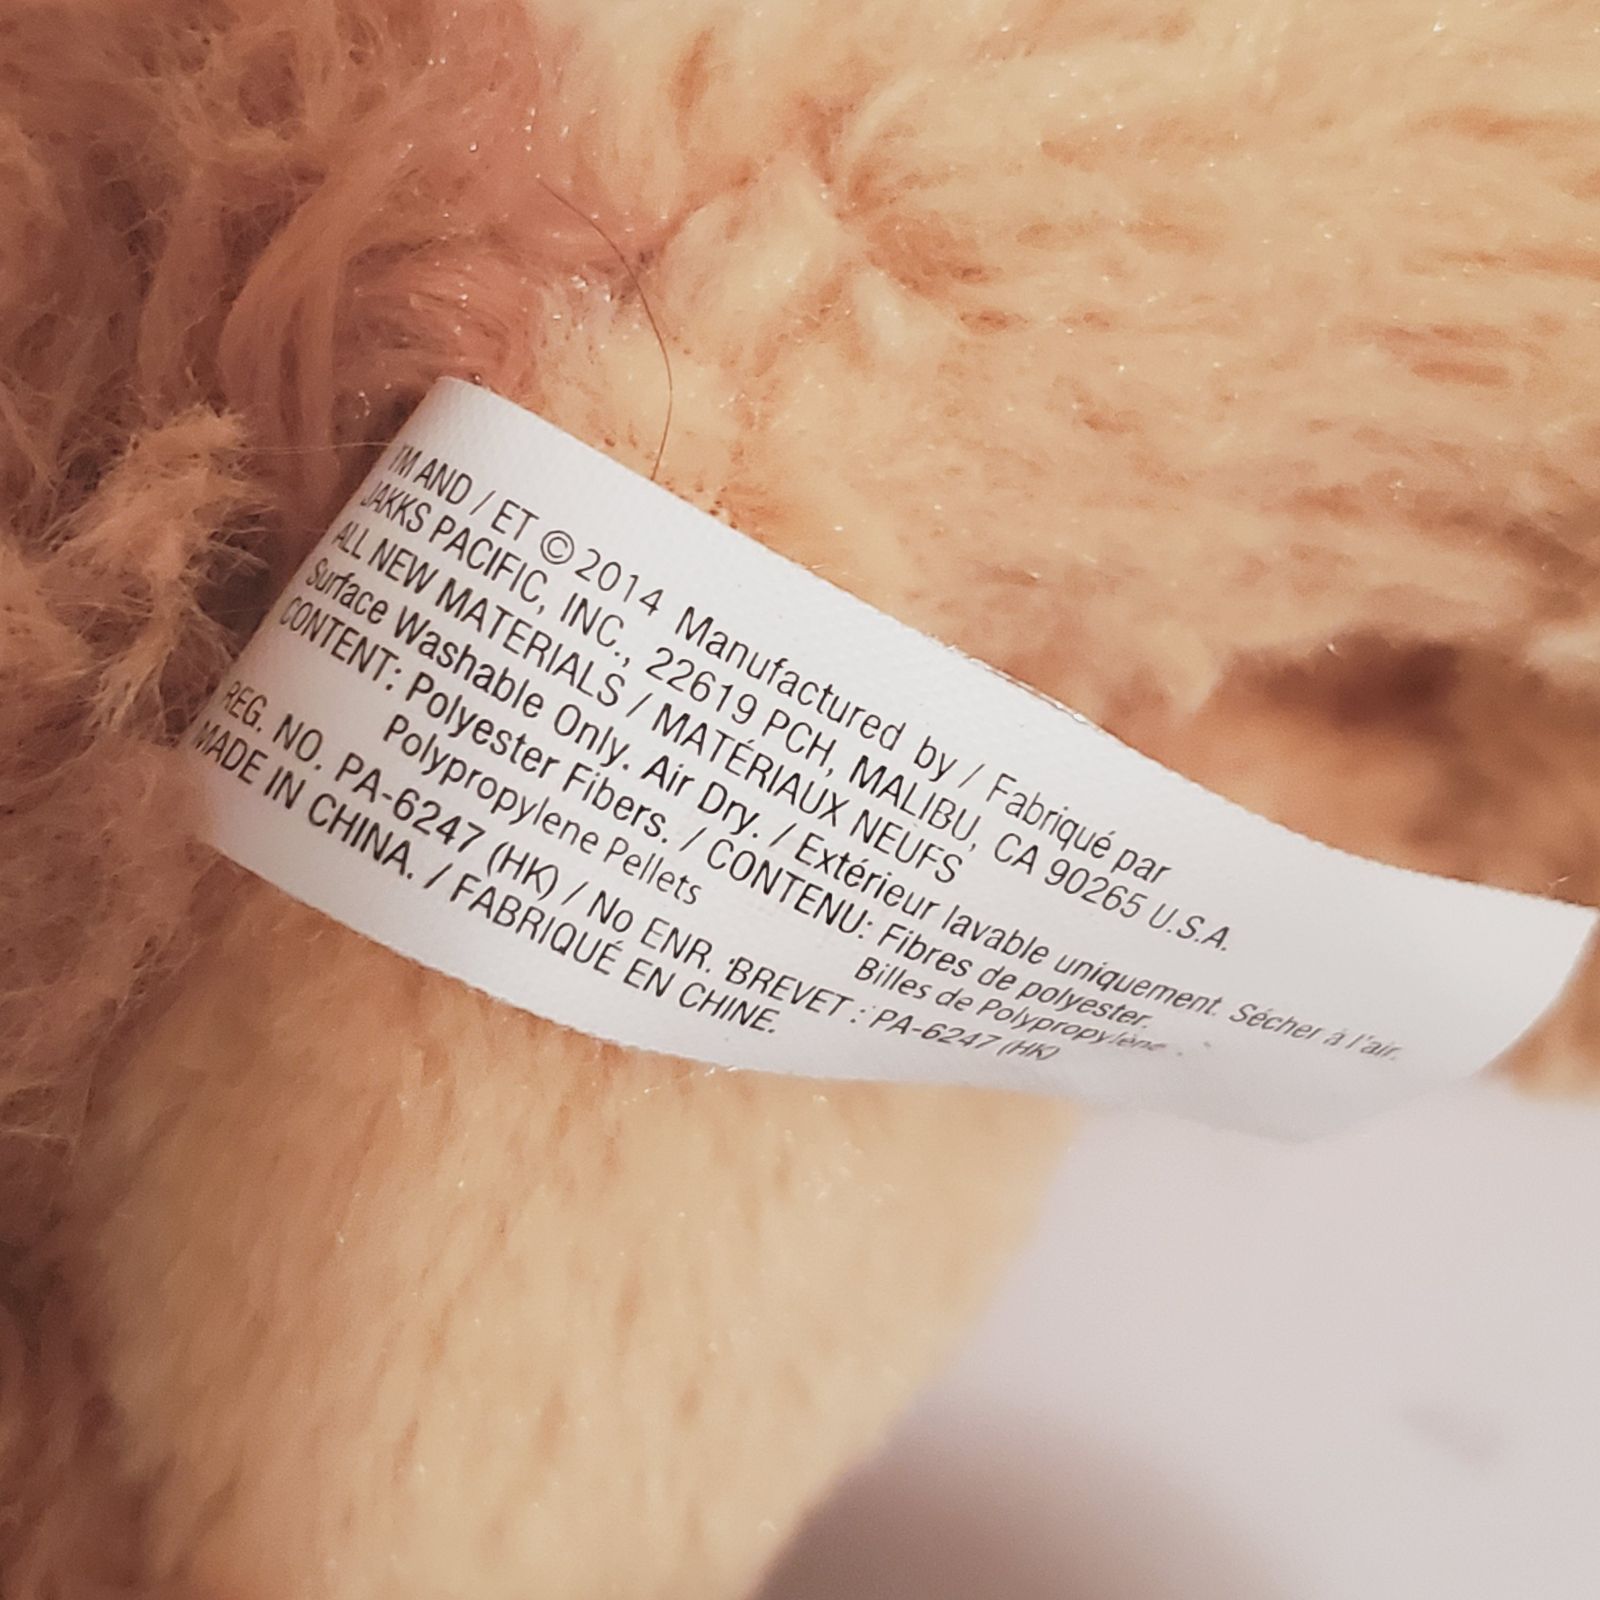 TM AND / ET © 2014 Manufactured by / Fabriqué par
JAKKS PACIFIC, INC., 22619 PCH, MALIBU, CA 90265 U.S.A.
ALL NEW MATERIALS / MATÉRIAUX NEUFS
Surface Washable Only. Air Dry. / Extérieur lavable uniquement. Sécher à l'air.
CONTENT: Polyester Fibers. / CONTENU: Fibres de polyester.
Polypropylene Pellets Billes de Polypropylène .
REG. NO. PA-6247 (HK) / No ENR. BREVET : PA-6247 (HK)
MADE IN CHINA. / FABRIQUÉ EN CHINE.